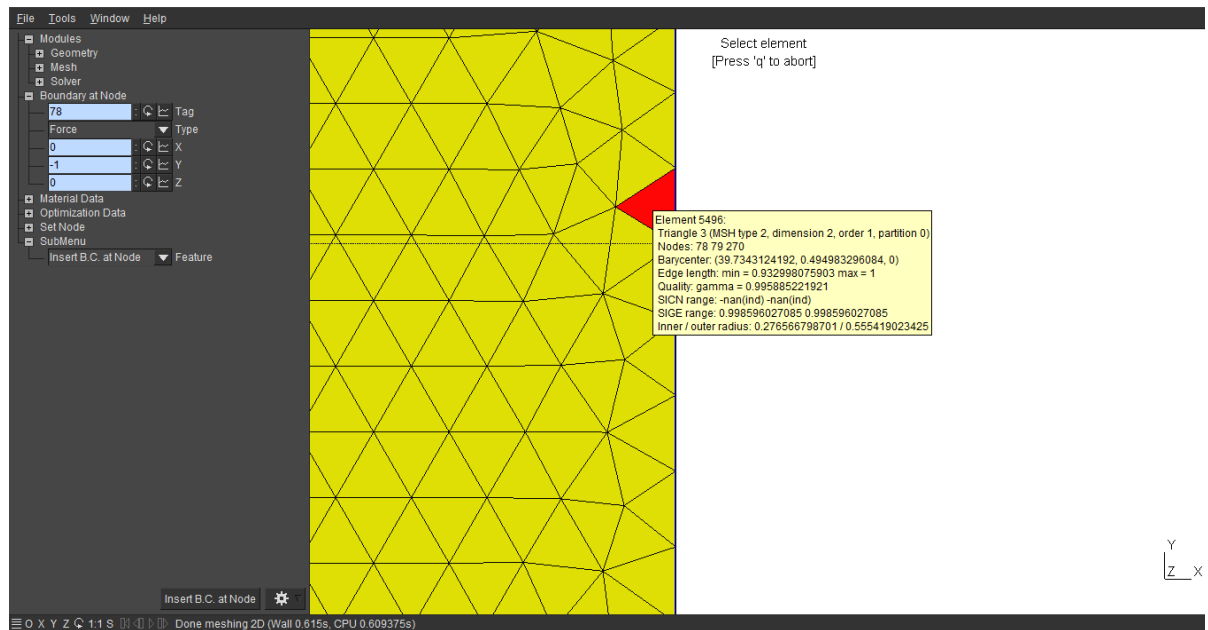 File Tools Window Help
Modules
Geometry
Mesh
Solver
Boundary at Node
78 : Tag
Force Type
0 : X
-1 : Y
0 : Z
Material Data
Optimization Data
Set Node
SubMenu
Insert B.C. at Node Feature
Insert B.C. at Node
Select element
[Press 'q' to abort]
Element 5496:
Triangle 3 (MSH type 2, dimension 2, order 1, partition 0)
Nodes: 78 79 270
Barycenter: (39.7343124192, 0.494983296084, 0)
Edge length: min = 0.932998075903 max = 1
Quality: gamma = 0.995885221921
SICN range: -nan(ind) -nan(ind)
SIGE range: 0.998596027085 0.998596027085
Inner / outer radius: 0.276566798701 / 0.555419023425
Y
Z X
O X Y Z 1:1 S Done meshing 2D (Wall 0.615s, CPU 0.609375s)